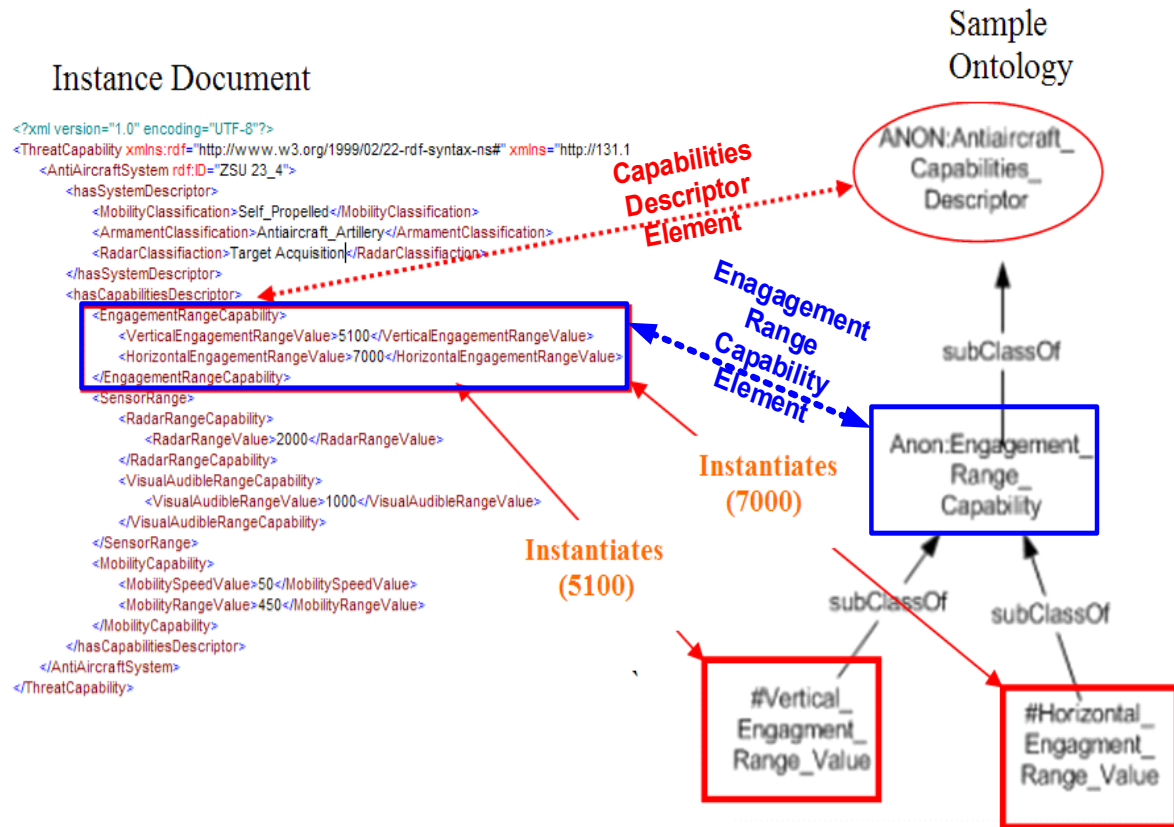 Instance Document
<?xml version="1.0" encoding="UTF-8"?>
<ThreatCapability xmlns:rdf="http://www.w3.org/1999/02/22-rdf-syntax-ns#" xmlns="http://131.1
<AntiAircraftSystem rdf:ID="ZSU 23_4">
<hasSystemDescriptor>
<MobilityClassification>Self_Propelled</MobilityClassification>
<ArmamentClassification>Antiaircraft_Artillery</ArmamentClassification>
<RadarClassifiaction>Target Acquisition</RadarClassifiaction>
</hasSystemDescriptor>
<hasCapabilitiesDescriptor>
<EngagementRangeCapability>
<VerticalEngagementRangeValue>5100</VerticalEngagementRangeValue>
<HorizontalEngagementRangeValue>7000</HorizontalEngagementRangeValue>
</EngagementRangeCapability>
<SensorRange>
<RadarRangeCapability>
<RadarRangeValue>2000</RadarRangeValue>
</RadarRangeCapability>
<VisualAudibleRangeCapability>
<VisualAudibleRangeValue>1000</VisualAudibleRangeValue>
</VisualAudibleRangeCapability>
</SensorRange>
<MobilityCapability>
<MobilitySpeedValue>50</MobilitySpeedValue>
<MobilityRangeValue>450</MobilityRangeValue>
</MobilityCapability>
</hasCapabilitiesDescriptor>
</AntiAircraftSystem>
</ThreatCapability>
Capabilities
Descriptor
Element
Enagagement
Range
Capability
Element
Instantiates
(7000)
Instantiates
(5100)
Sample
Ontology
ANON:Antiaircraft_
Capabilities_
Descriptor
subClassOf
Anon:Engagement_
Range_
Capability
subClassOf
subClassOf
#Vertical_
Engagment_
Range_Value
#Horizontal_
Engagment_
Range_Value